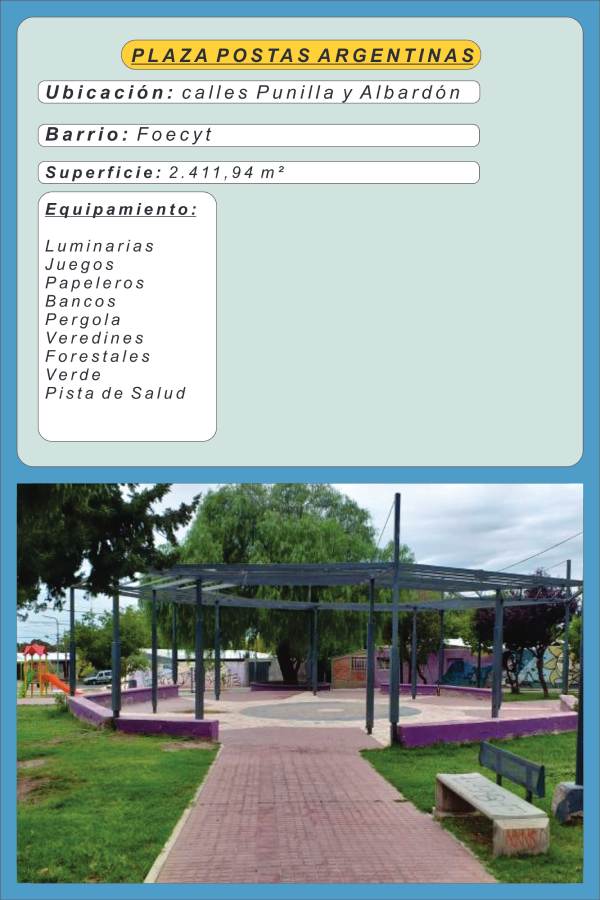 PLAZA POSTAS ARGENTINAS
Ubicación: calles Punilla y Albardón
Barrio: Foecyt
Superficie: 2.411,94 m²
Equipamiento:
Luminarias
Juegos
Papeleros
Bancos
Pergola
Veredines
Forestales
Verde
Pista de Salud